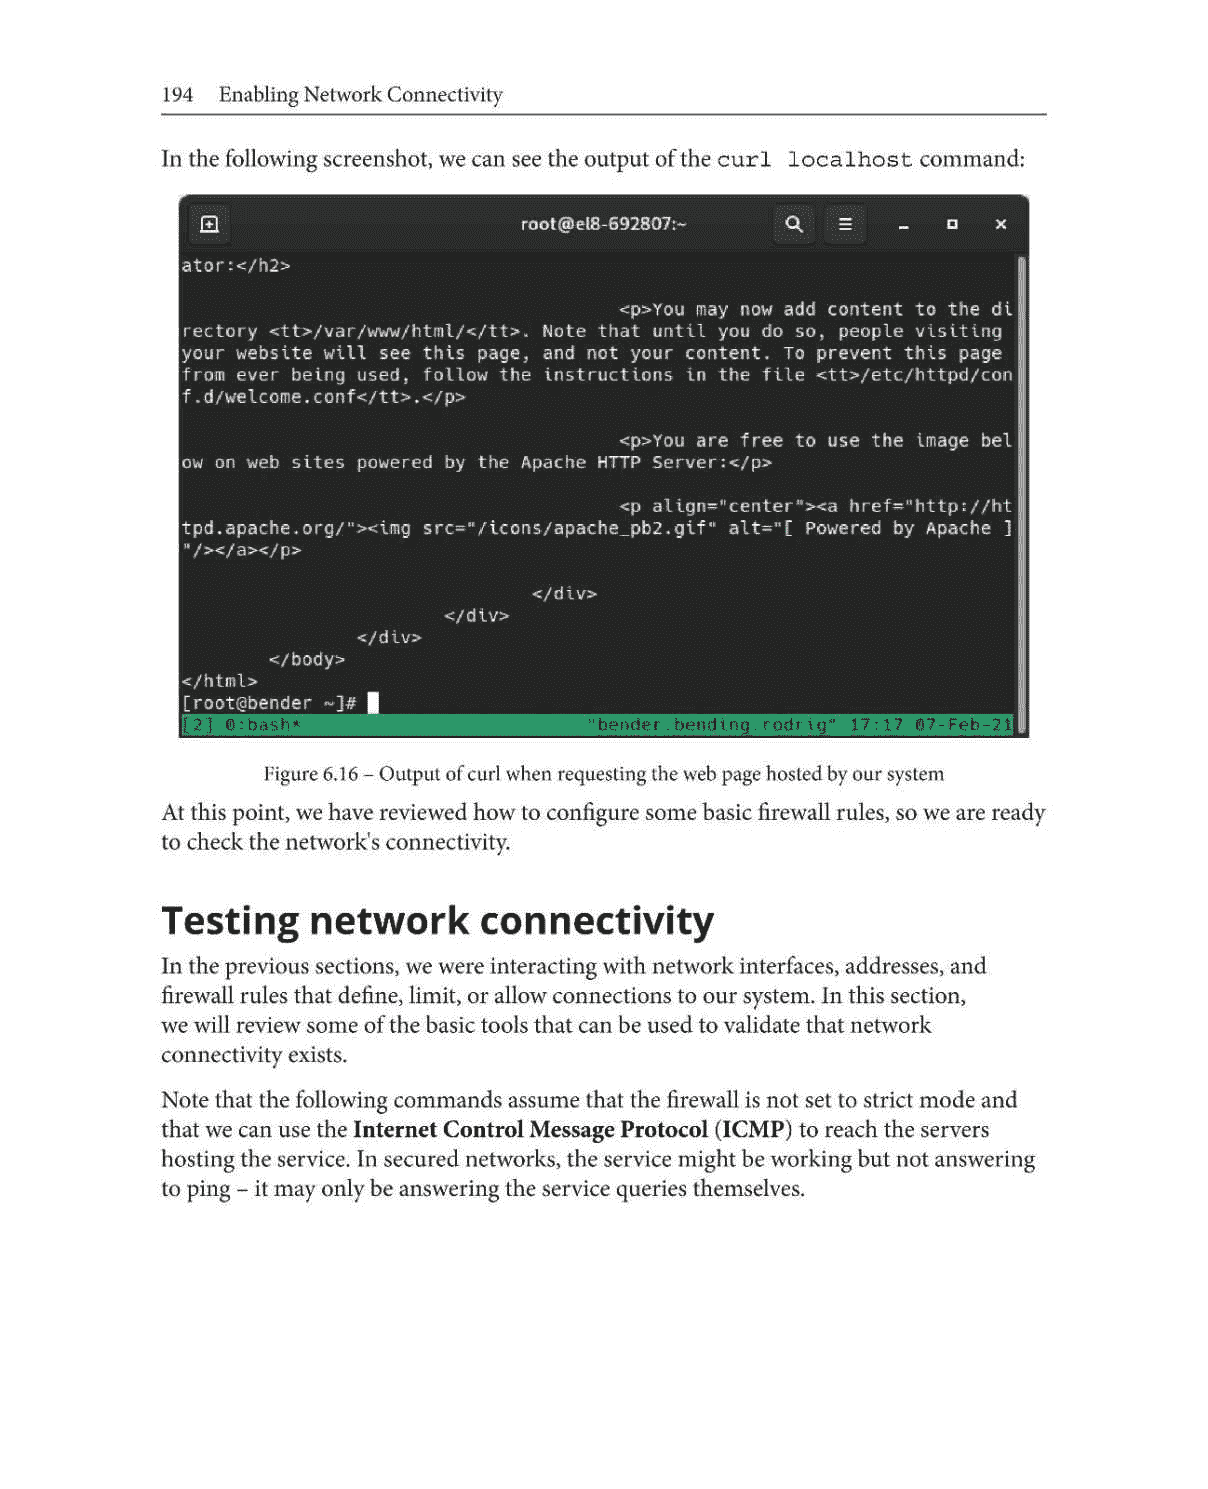 194 Enabling Network Connectivity
In the following screenshot, we can see the output of the curl localhost command:
root@el8-692807:~
ator:</h2>
<p>You may now add content to the di
rectory <tt>/var/www/html/</tt>. Note that until you do so, people visiting
your website will see this page, and not your content. To prevent this page
from ever being used, follow the instructions in the file <tt>/etc/httpd/con
f.d/welcome.conf</tt>.</p>
<p>You are free to use the image bel
ow on web sites powered by the Apache HTTP Server:</p>
<p align="center"><a href="http://ht
tpd.apache.org/"><img src="/icons/apache_pb2.gif" alt="[ Powered by Apache ]
"/></a></p>
</div>
</div>
</div>
</body>
</html>
[root@bender ~]#
[2] 0:bash* "bender.bending.rodrig" 17:17 07-Feb-21
Figure 6.16 – Output of curl when requesting the web page hosted by our system
At this point, we have reviewed how to configure some basic firewall rules, so we are ready
to check the network's connectivity.
Testing network connectivity
In the previous sections, we were interacting with network interfaces, addresses, and
firewall rules that define, limit, or allow connections to our system. In this section,
we will review some of the basic tools that can be used to validate that network
connectivity exists.
Note that the following commands assume that the firewall is not set to strict mode and
that we can use the Internet Control Message Protocol (ICMP) to reach the servers
hosting the service. In secured networks, the service might be working but not answering
to ping – it may only be answering the service queries themselves.